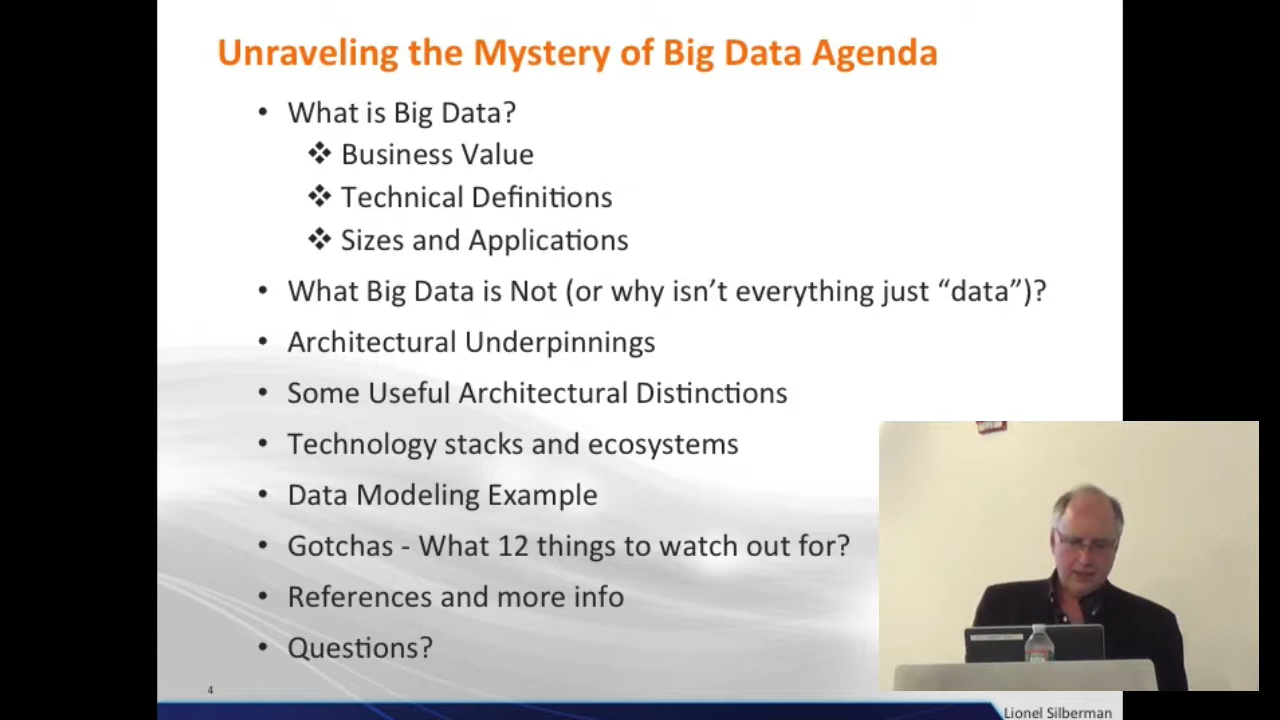 Unraveling the Mystery of Big Data Agenda
• What is Big Data?
❖ Business Value
❖ Technical Definitions
❖ Sizes and Applications
• What Big Data is Not (or why isn’t everything just “data”)?
• Architectural Underpinnings
• Some Useful Architectural Distinctions
• Technology stacks and ecosystems
• Data Modeling Example
• Gotchas - What 12 things to watch out for?
• References and more info
• Questions?
4
Lionel Silberman